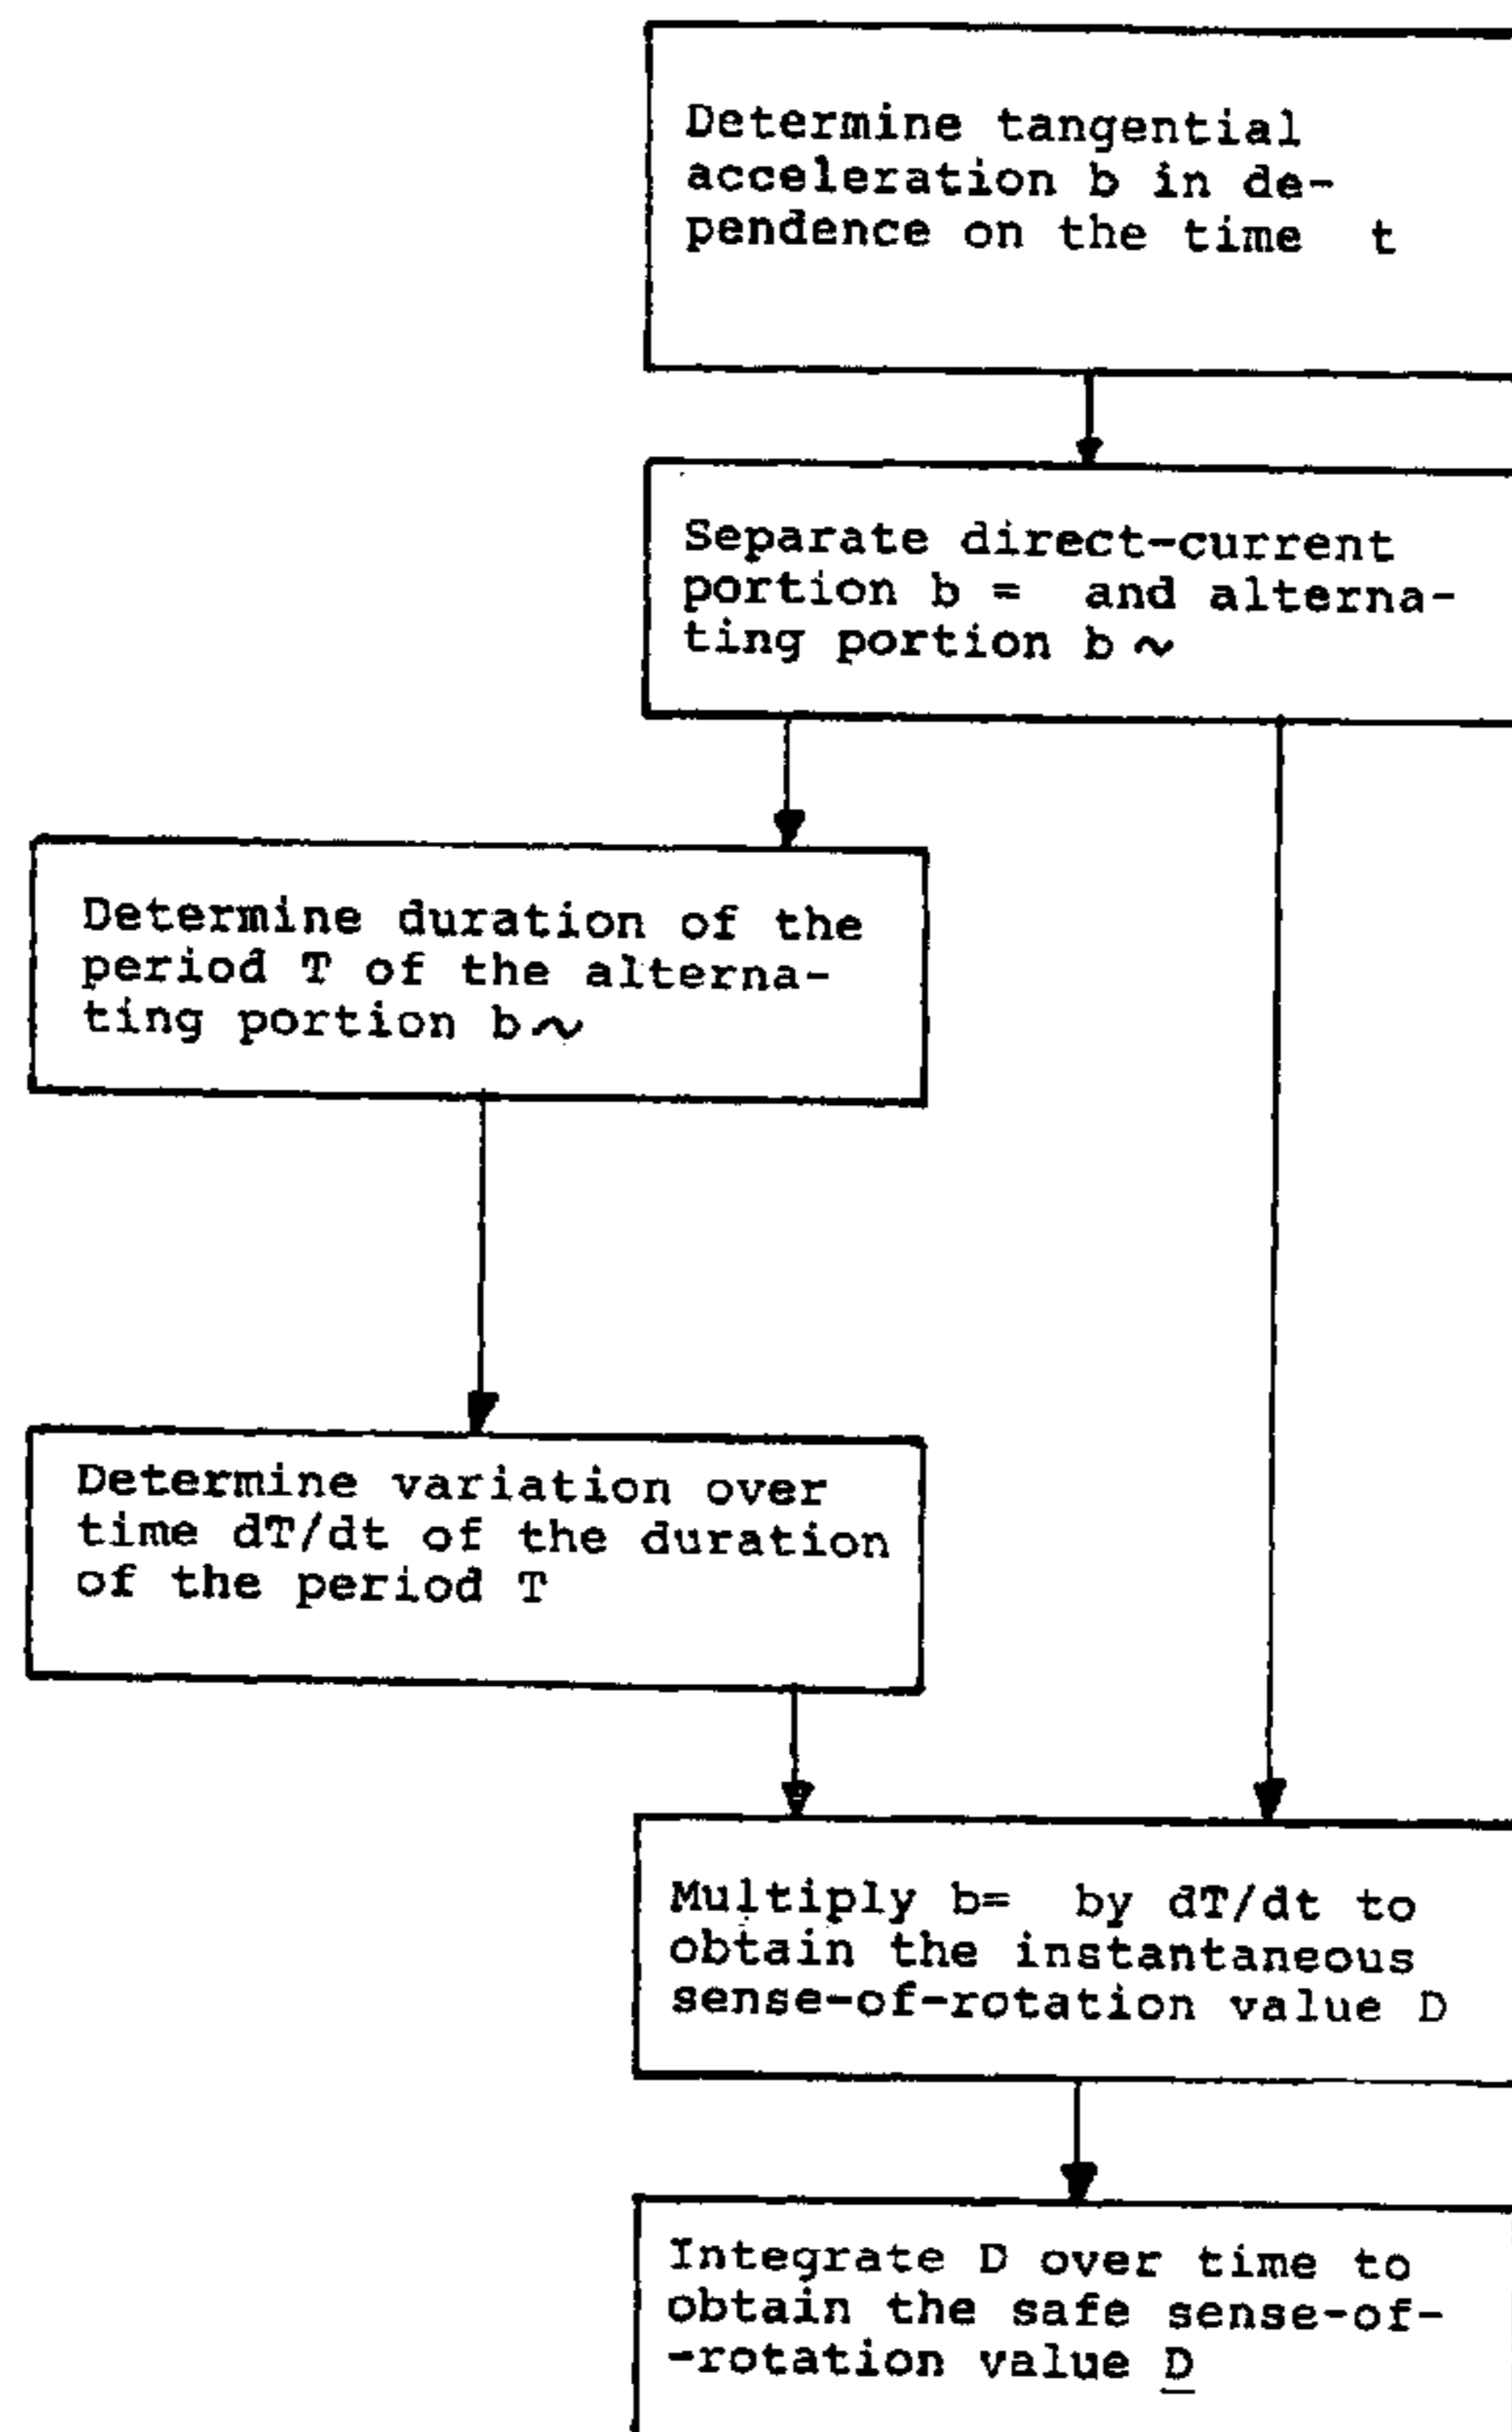 Determine tangential
acceleration b in de-
pendence on the time t
Separate direct-current
portion b = and alterna-
ting portion b ~
Determine duration of the
period T of the alterna-
ting portion b~
Determine variation over
time dT/dt of the duration
of the period T
Multiply b= by dT/dt to
obtain the instantaneous
sense-of-rotation value D
Integrate D over time to
obtain the safe sense-of-
-rotation value D